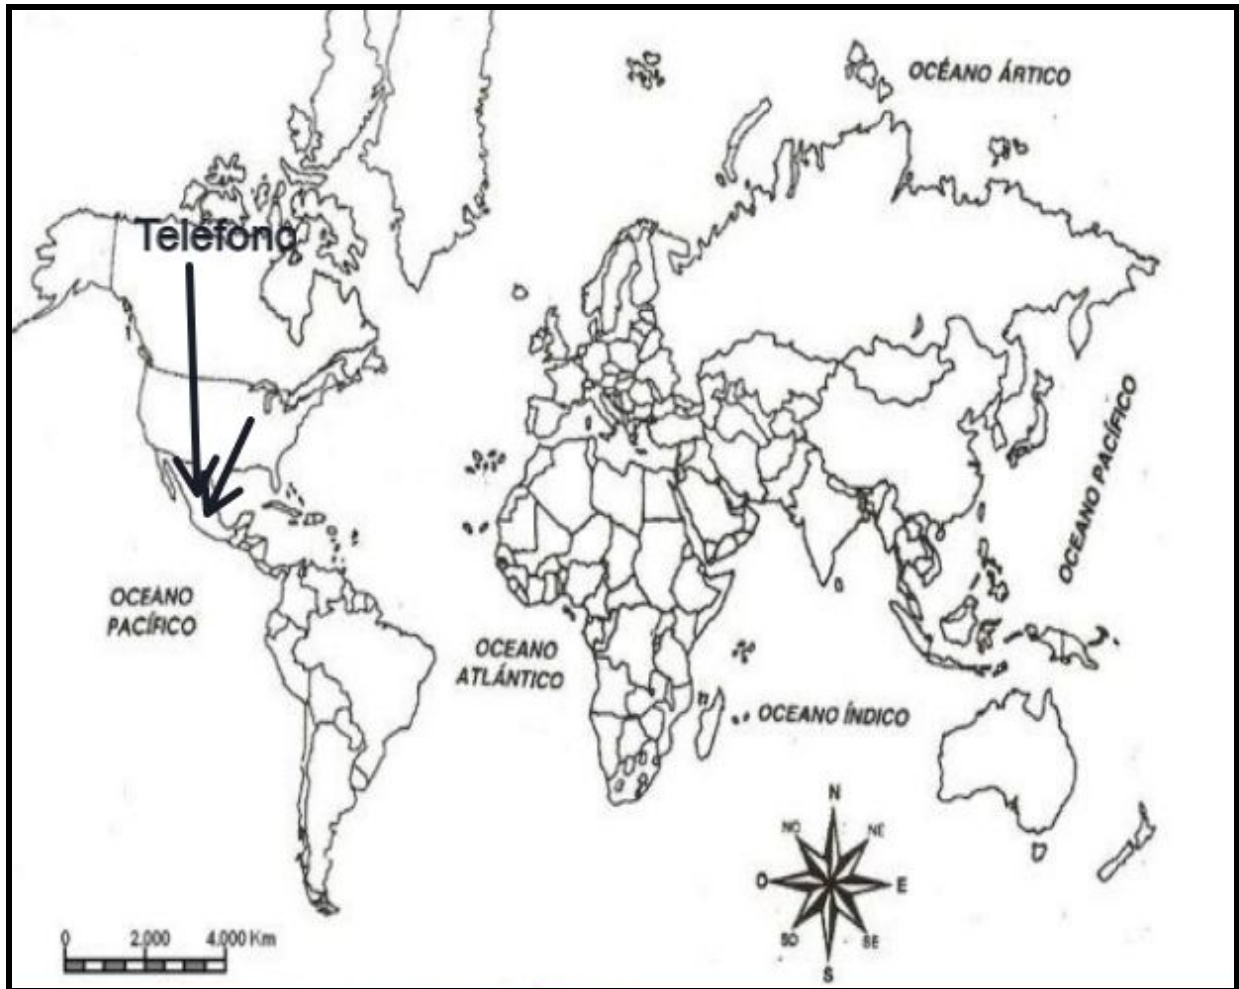 OCÉANO ÁRTICO
Teléfono
OCEANO PACÍFICO
OCEANO
PACÍFICO
OCEANO
ATLÁNTICO
OCEANO ÍNDICO
N
NO
NE
O
E
SO
SE
S
0 2.000 4.000 Km